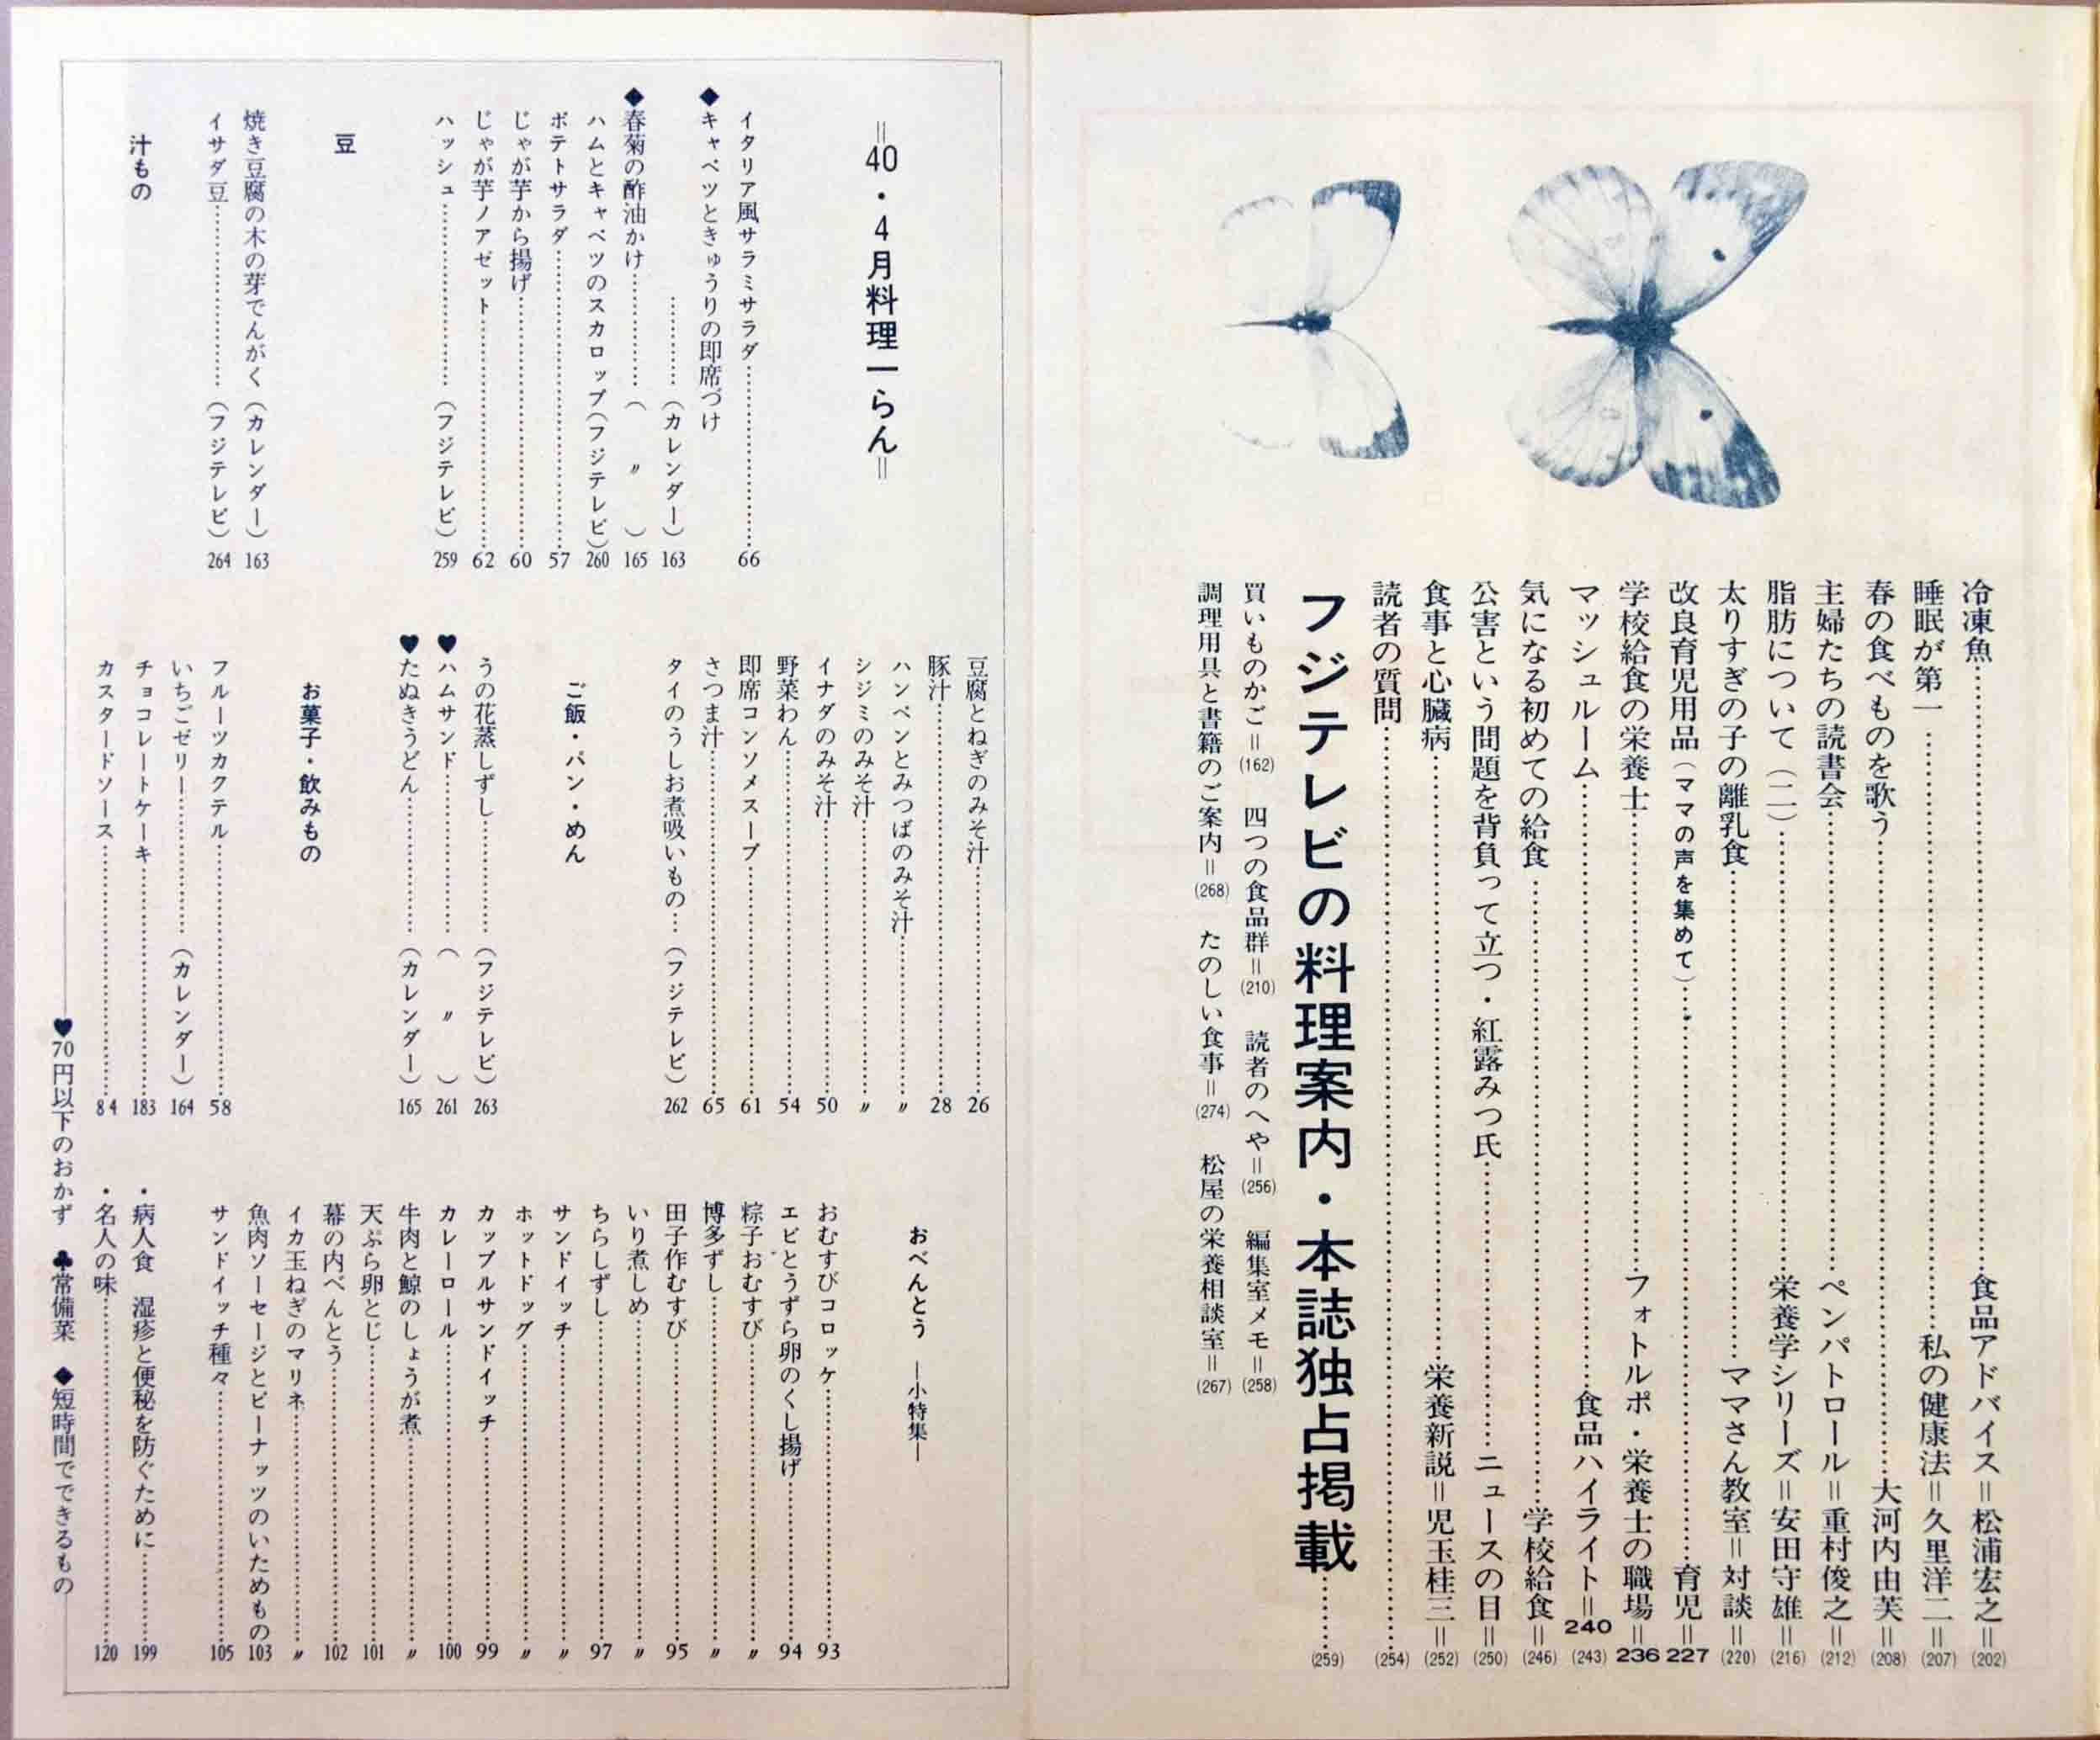 冷凍魚……食品アドバイス＝松浦宏之＝(202)
睡眠が第一……私の健康法＝久里洋二＝(207)
春の食べものを歌う……大河内由芙＝(208)
主婦たちの読書会……ペンパトロール＝重村俊之＝(212)
脂肪について（二）……栄養学シリーズ＝安田守雄＝(216)
太りすぎの子の離乳食……ママさん教室＝対談＝(220)
改良育児用品（ママの声を集めて）……育児＝227
学校給食の栄養士……フォトルポ・栄養士の職場＝236
マッシュルーム……食品ハイライト＝240(243)
気になる初めての給食……学校給食＝(246)
公害という問題を背負って立つ・紅露みつ氏……ニュースの目＝(250)
食事と心臓病……栄養新説＝児玉桂三＝(252)
読者の質問……(254)
フジテレビの料理案内・本誌独占掲載……(259)
買いものかご＝(162)　四つの食品群＝(210)　読者のへや＝(256)　編集室メモ＝(258)
調理用具と書籍のご案内＝(268)　たのしい食事＝(274)　松屋の栄養相談室＝(267)
＝40・4月料理一らん＝
イタリア風サラミサラダ……66
◆キャベツときゅうりの即席づけ
……（カレンダー）163
◆春菊の酢油かけ……（〃）165
ハムとキャベツのスカロップ（フジテレビ）260
ポテトサラダ……57
じゃが芋から揚げ……60
じゃが芋ノアゼット……62
ハッシュ……（フジテレビ）259
豆
焼き豆腐の木の芽でんがく（カレンダー）163
イサダ豆……（フジテレビ）264
汁もの
豆腐とねぎのみそ汁……26
豚汁……28
ハンペンとみつばのみそ汁……〃
シジミのみそ汁……〃
イナダのみそ汁……50
野菜わん……54
即席コンソメスープ……61
さつま汁……65
タイのうしお煮吸いもの…（フジテレビ）262
ご飯・パン・めん
うの花蒸しずし……（フジテレビ）263
♥ハムサンド……（〃）261
♥たぬきうどん……（カレンダー）165
お菓子・飲みもの
フルーツカクテル……58
いちごゼリー……（カレンダー）164
チョコレートケーキ……183
カスタードソース……84
おべんとう　―小特集―
おむすびコロッケ……93
エビとうずら卵のくし揚げ……94
粽子おむすび……〃
博多ずし……〃
田子作むすび……95
いり煮しめ……〃
ちらしずし……97
サンドイッチ……〃
ホットドッグ……〃
カップルサンドイッチ……99
カレーロール……100
牛肉と鯨のしょうが煮……〃
天ぷら卵とじ……101
幕の内べんとう……102
イカ玉ねぎのマリネ……〃
魚肉ソーセージとピーナッツのいためもの 103
サンドイッチ種々……105
・病人食　湿疹と便秘を防ぐために……199
・名人の味……120
♥70円以下のおかず　♣常備菜　◆短時間でできるもの